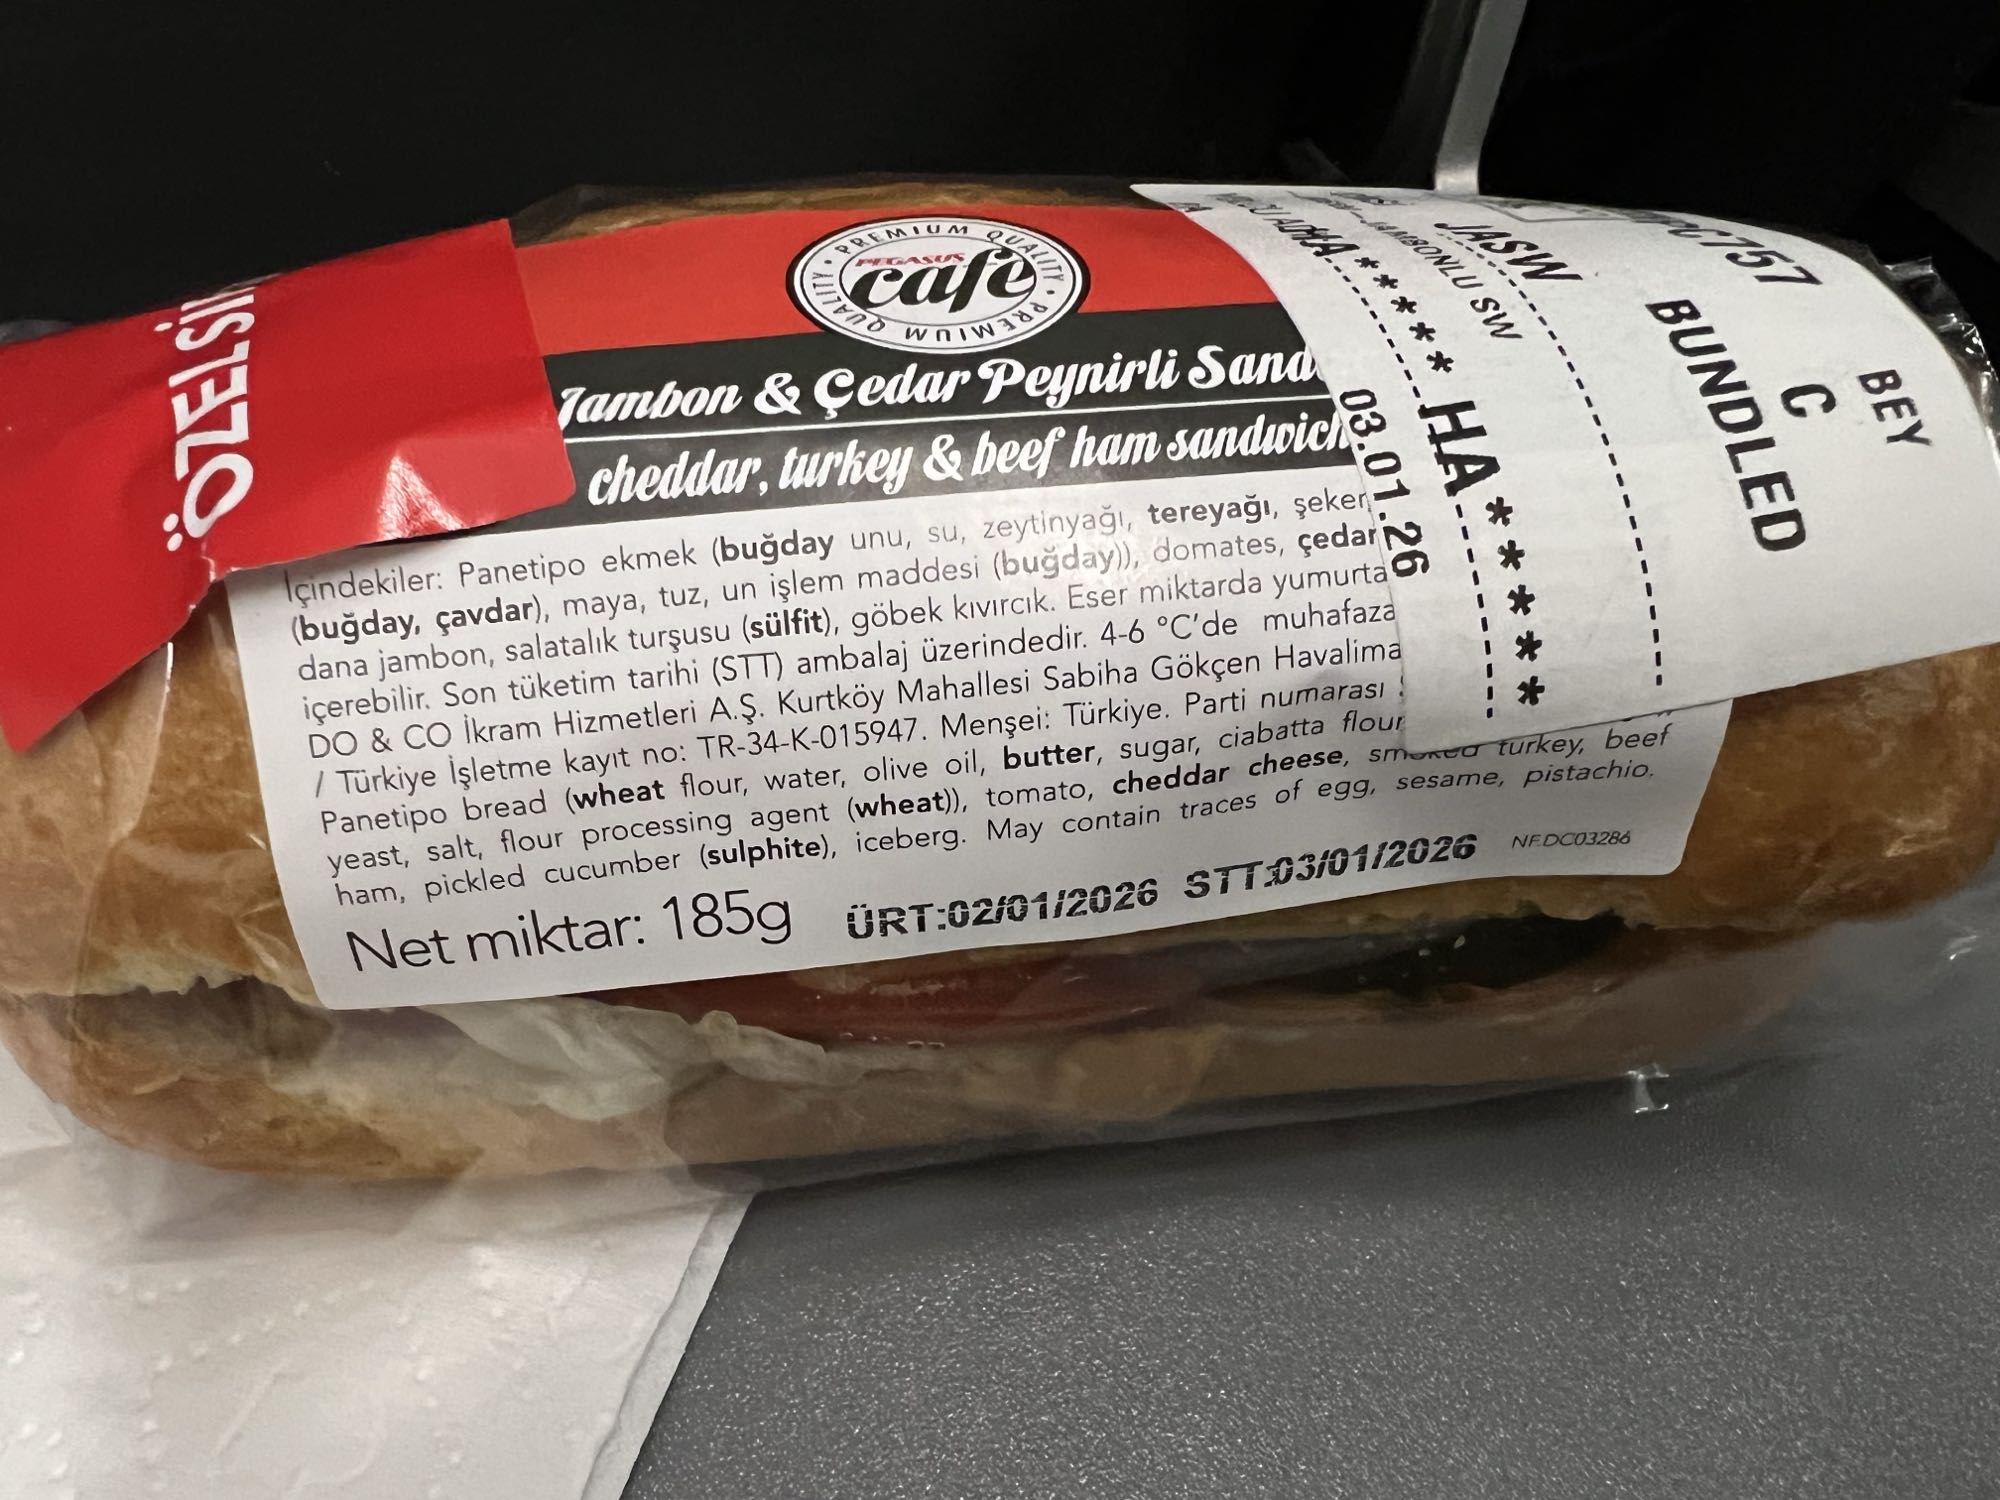 ÖZELSİ
PREMIUM QUALITY
PEGASUS
cafe
PREMIUM QUALITY
Jambon & Çedar Peynirli Sand
cheddar, turkey & beef ham sandwich
İçindekiler: Panetipo ekmek (buğday unu, su, zeytinyağı, tereyağı, şeker,
(buğday, çavdar), maya, tuz, un işlem maddesi (buğday)), domates, çedar
dana jambon, salatalık turşusu (sülfit), göbek kıvırcık. Eser miktarda yumurta
içerebilir. Son tüketim tarihi (STT) ambalaj üzerindedir. 4-6 °C'de muhafaza
DO & CO İkram Hizmetleri A.Ş. Kurtköy Mahallesi Sabiha Gökçen Havalima
/ Türkiye İşletme kayıt no: TR-34-K-015947. Menşei: Türkiye. Parti numarası
Panetipo bread (wheat flour, water, olive oil, butter, sugar, ciabatta flour
yeast, salt, flour processing agent (wheat)), tomato, cheddar cheese, smoked turkey, beef
ham, pickled cucumber (sulphite), iceberg. May contain traces of egg, sesame, pistachio.
Net miktar: 185g
ÜRT:02/01/2026 STT:03/01/2026
NF.DC03286
BEY
C
BUNDLED
PC757
JASW
JAMBONLU SW
HA*****
03.01.26